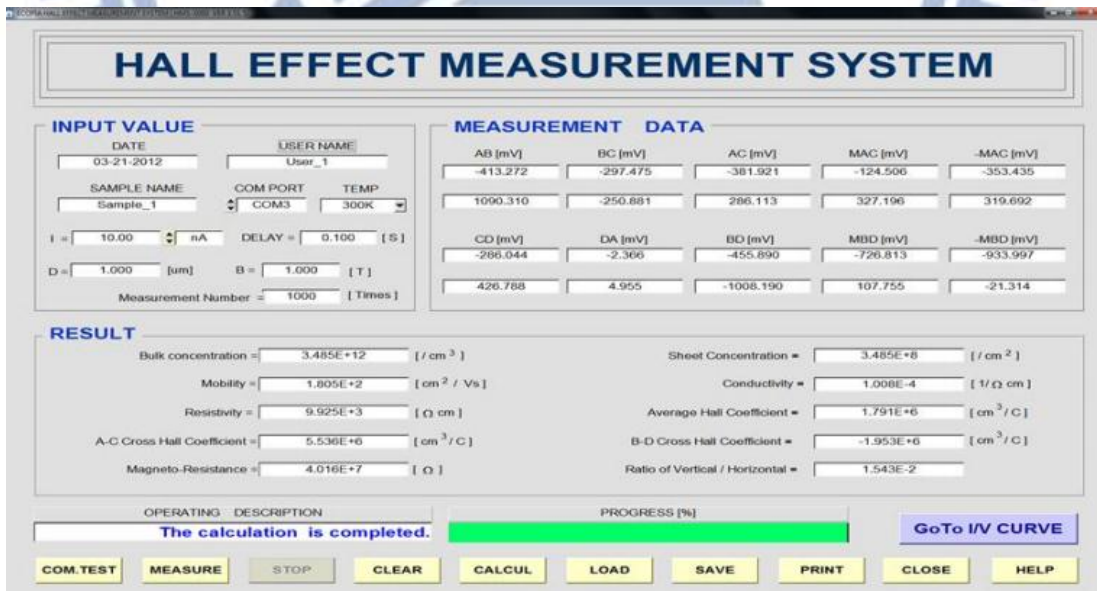 HALL EFFECT MEASUREMENT SYSTEM
INPUT VALUE
DATE USER NAME
03-21-2012 User_1
SAMPLE NAME COM PORT TEMP
Sample_1 COM3 300K
I = 10.00 nA DELAY = 0.100 [ S ]
D = 1.000 [um] B = 1.000 [ T ]
Measurement Number = 1000 [ Times ]
MEASUREMENT DATA
AB [mV] BC [mV] AC [mV] MAC [mV] -MAC [mV]
-413.272 -297.475 -381.921 -124.506 -353.435
1090.310 -250.881 286.113 327.196 319.692
CD [mV] DA [mV] BD [mV] MBD [mV] -MBD [mV]
-286.044 -2.366 -455.890 -726.813 -933.997
426.788 4.955 -1008.190 107.755 -21.314
RESULT
Bulk concentration = 3.485E+12 [ / cm 3 ] Sheet Concentration = 3.485E+8 [ / cm 2 ]
Mobility = 1.805E+2 [ cm 2 / Vs ] Conductivity = 1.008E-4 [ 1/ Ω cm ]
Resistivity = 9.925E+3 [ Ω cm ] Average Hall Coefficient = 1.791E+6 [ cm 3 / C ]
A-C Cross Hall Coefficient = 5.536E+6 [ cm 3 / C ] B-D Cross Hall Coefficient = -1.953E+6 [ cm 3 / C ]
Magneto-Resistance = 4.016E+7 [ Ω ] Ratio of Vertical / Horizontal = 1.543E-2
OPERATING DESCRIPTION PROGRESS [%]
The calculation is completed.
GoTo I/V CURVE
COM.TEST MEASURE STOP CLEAR CALCUL LOAD SAVE PRINT CLOSE HELP